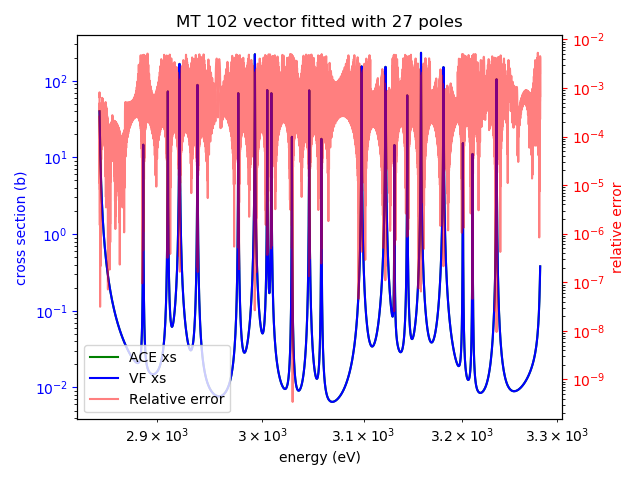 MT 102 vector fitted with 27 poles
cross section (b)
10²
10¹
10⁰
10⁻¹
10⁻²
10⁻²
10⁻³
10⁻⁴
10⁻⁵
10⁻⁶
10⁻⁷
10⁻⁸
10⁻⁹
relative error
ACE xs
VF xs
Relative error
2.9 × 10³ 3 × 10³ 3.1 × 10³ 3.2 × 10³ 3.3 × 10³
energy (eV)